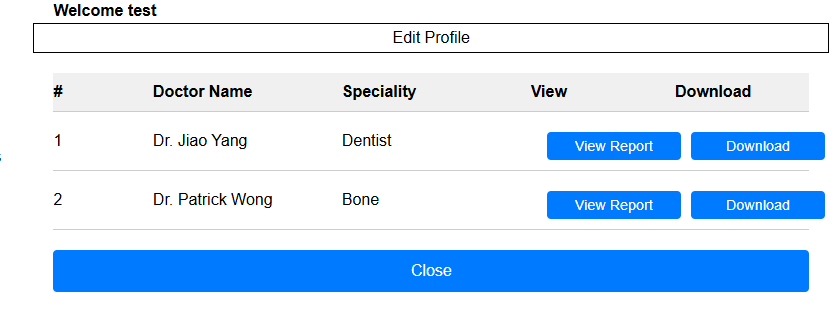 Welcome test
Edit Profile
# Doctor Name Speciality View Download
1 Dr. Jiao Yang Dentist View Report Download
2 Dr. Patrick Wong Bone View Report Download
Close